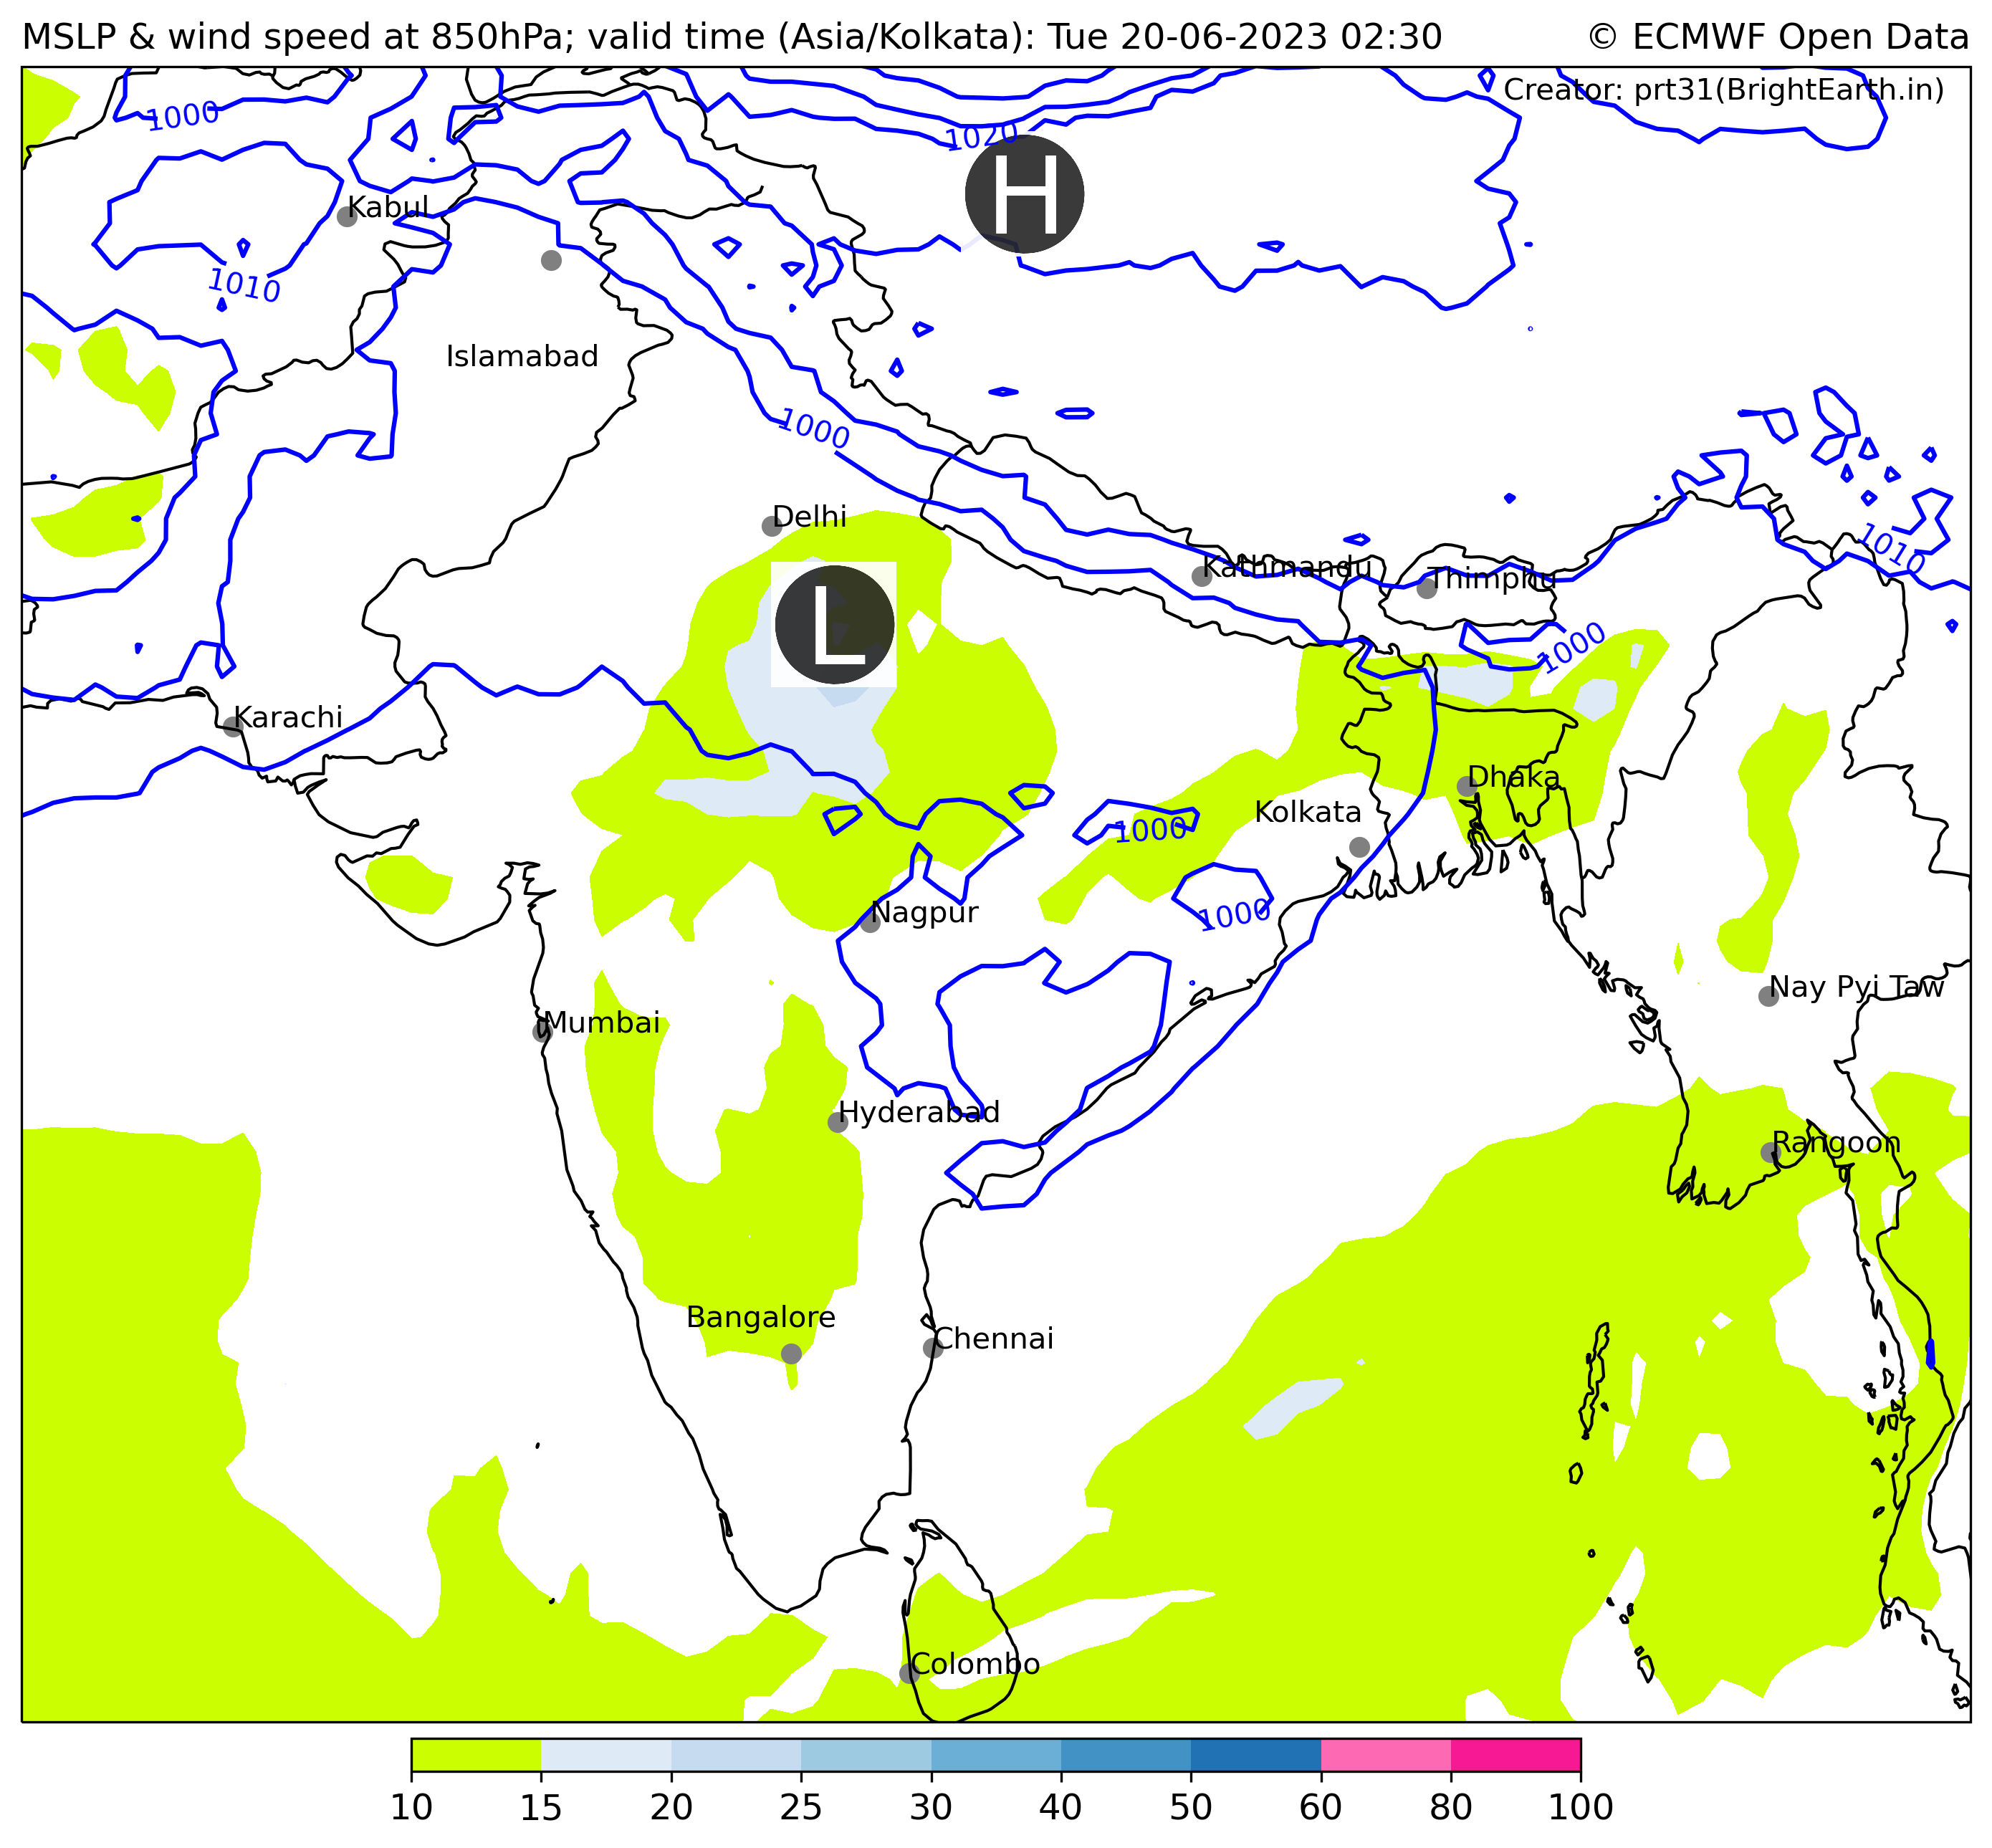 MSLP & wind speed at 850hPa; valid time (Asia/Kolkata): Tue 20-06-2023 02:30
© ECMWF Open Data
Creator: prt31(BrightEarth.in)
1000
1020
H
Kabul
1010
Islamabad
1000
Delhi
1010
Kathmandu
Thimphu
L
1000
Karachi
Dhaka
Kolkata
1000
Nagpur
1000
Nay Pyi Taw
Mumbai
Hyderabad
Rangoon
Bangalore
Chennai
Colombo
10 15 20 25 30 40 50 60 80 100